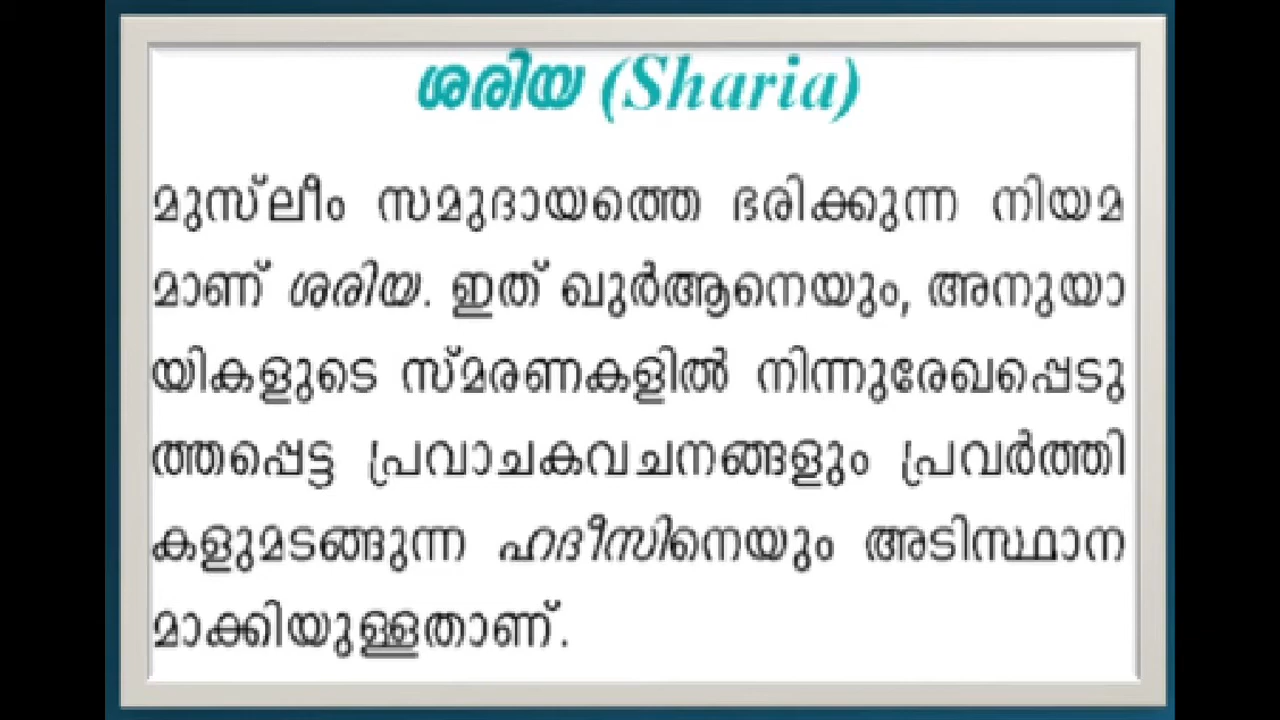 ശരിയ (Sharia)
മുസ്‌ലീം സമുദായത്തെ ഭരിക്കുന്ന നിയമ
മാണ് ശരിയ. ഇത് ഖുർആനെയും, അനുയാ
യികളുടെ സ്മരണകളിൽ നിന്നുരേഖപ്പെടു
ത്തപ്പെട്ട പ്രവാചകവചനങ്ങളും പ്രവർത്തി
കളുമടങ്ങുന്ന ഹദീസിനെയും അടിസ്ഥാന
മാക്കിയുള്ളതാണ്.